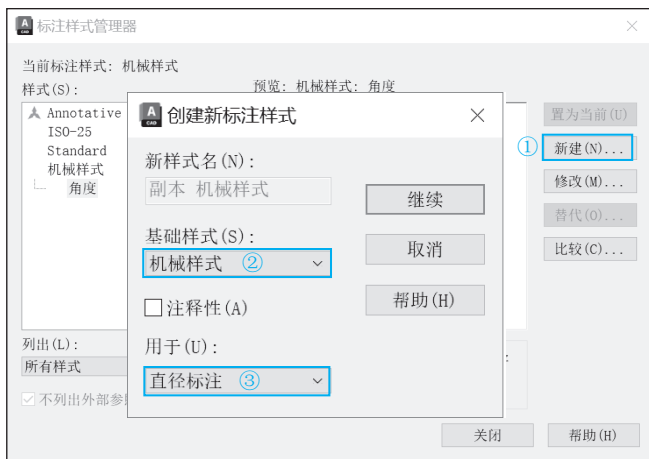 标注样式管理器
当前标注样式: 机械样式
样式(S):
预览: 机械样式: 角度
Annotative
ISO-25
Standard
机械样式
角度
A CAD
创建新标注样式
新样式名(N):
副本 机械样式
基础样式(S):
机械样式 ②
注释性(A)
用于(U):
直径标注 ③
继续
取消
帮助(H)
置为当前(U)
① 新建(N)...
修改(M)...
替代(O)...
比较(C)...
列出(L):
所有样式
不列出外部参
关闭
帮助(H)